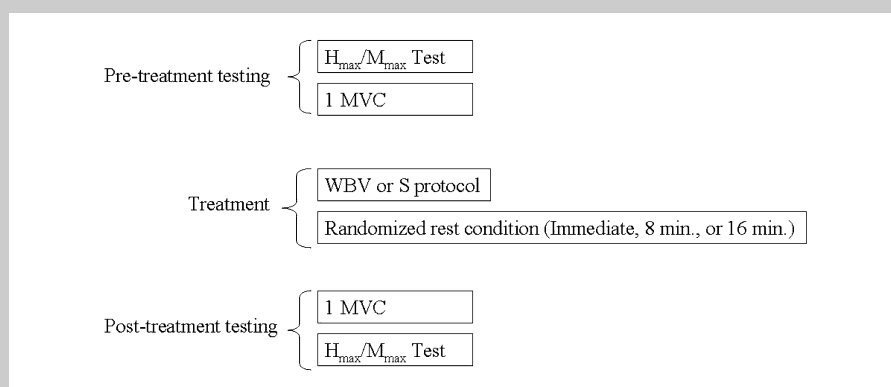 Pre-treatment testing
Hmax/Mmax Test
1 MVC
Treatment
WBV or S protocol
Randomized rest condition (Immediate, 8 min., or 16 min.)
Post-treatment testing
1 MVC
Hmax/Mmax Test